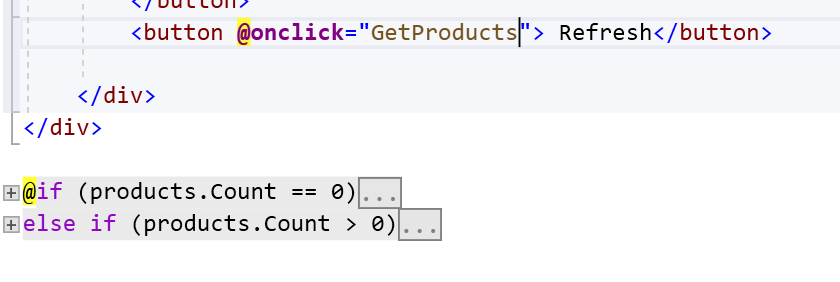 </button>
<button @onclick="GetProducts"> Refresh</button>
</div>
</div>
@if (products.Count == 0)...
else if (products.Count > 0)...